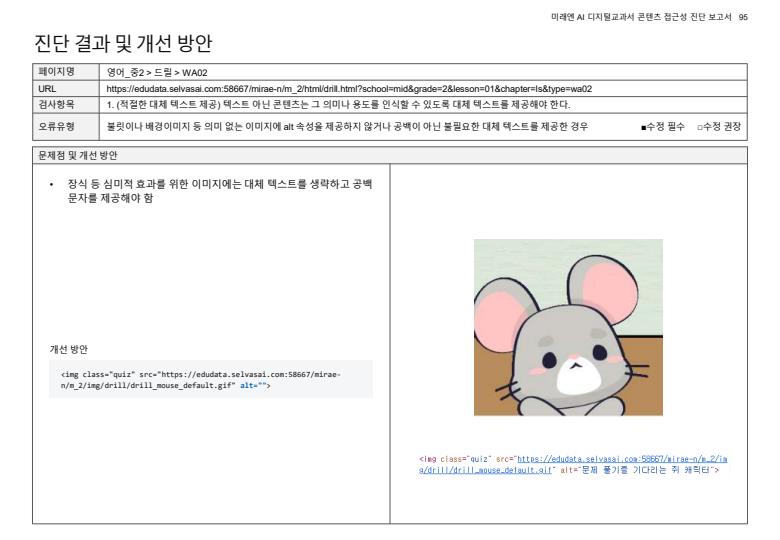 미래엔 AI 디지털교과서 콘텐츠 접근성 진단 보고서 95
진단 결과 및 개선 방안
페이지명 영어_중2 > 드릴 > WA02
URL https://edudata.selvasai.com:58667/mirae-n/m_2/html/drill.html?school=mid&grade=2&lesson=01&chapter=ls&type=wa02
검사항목 1. (적절한 대체 텍스트 제공) 텍스트 아닌 콘텐츠는 그 의미나 용도를 인식할 수 있도록 대체 텍스트를 제공해야 한다.
오류유형 불릿이나 배경이미지 등 의미 없는 이미지에 alt 속성을 제공하지 않거나 공백이 아닌 불필요한 대체 텍스트를 제공한 경우 ■수정 필수 □수정 권장
문제점 및 개선 방안
• 장식 등 심미적 효과를 위한 이미지에는 대체 텍스트를 생략하고 공백
문자를 제공해야 함
개선 방안
<img class="quiz" src="https://edudata.selvasai.com:58667/mirae-
n/m_2/img/drill/drill_mouse_default.gif" alt="">
<img class="quiz" src="https://edudata.selvasai.com:58667/mirae-n/m_2/im
g/drill/drill_mouse_default.gif" alt="문제 풀기를 기다리는 쥐 캐릭터">